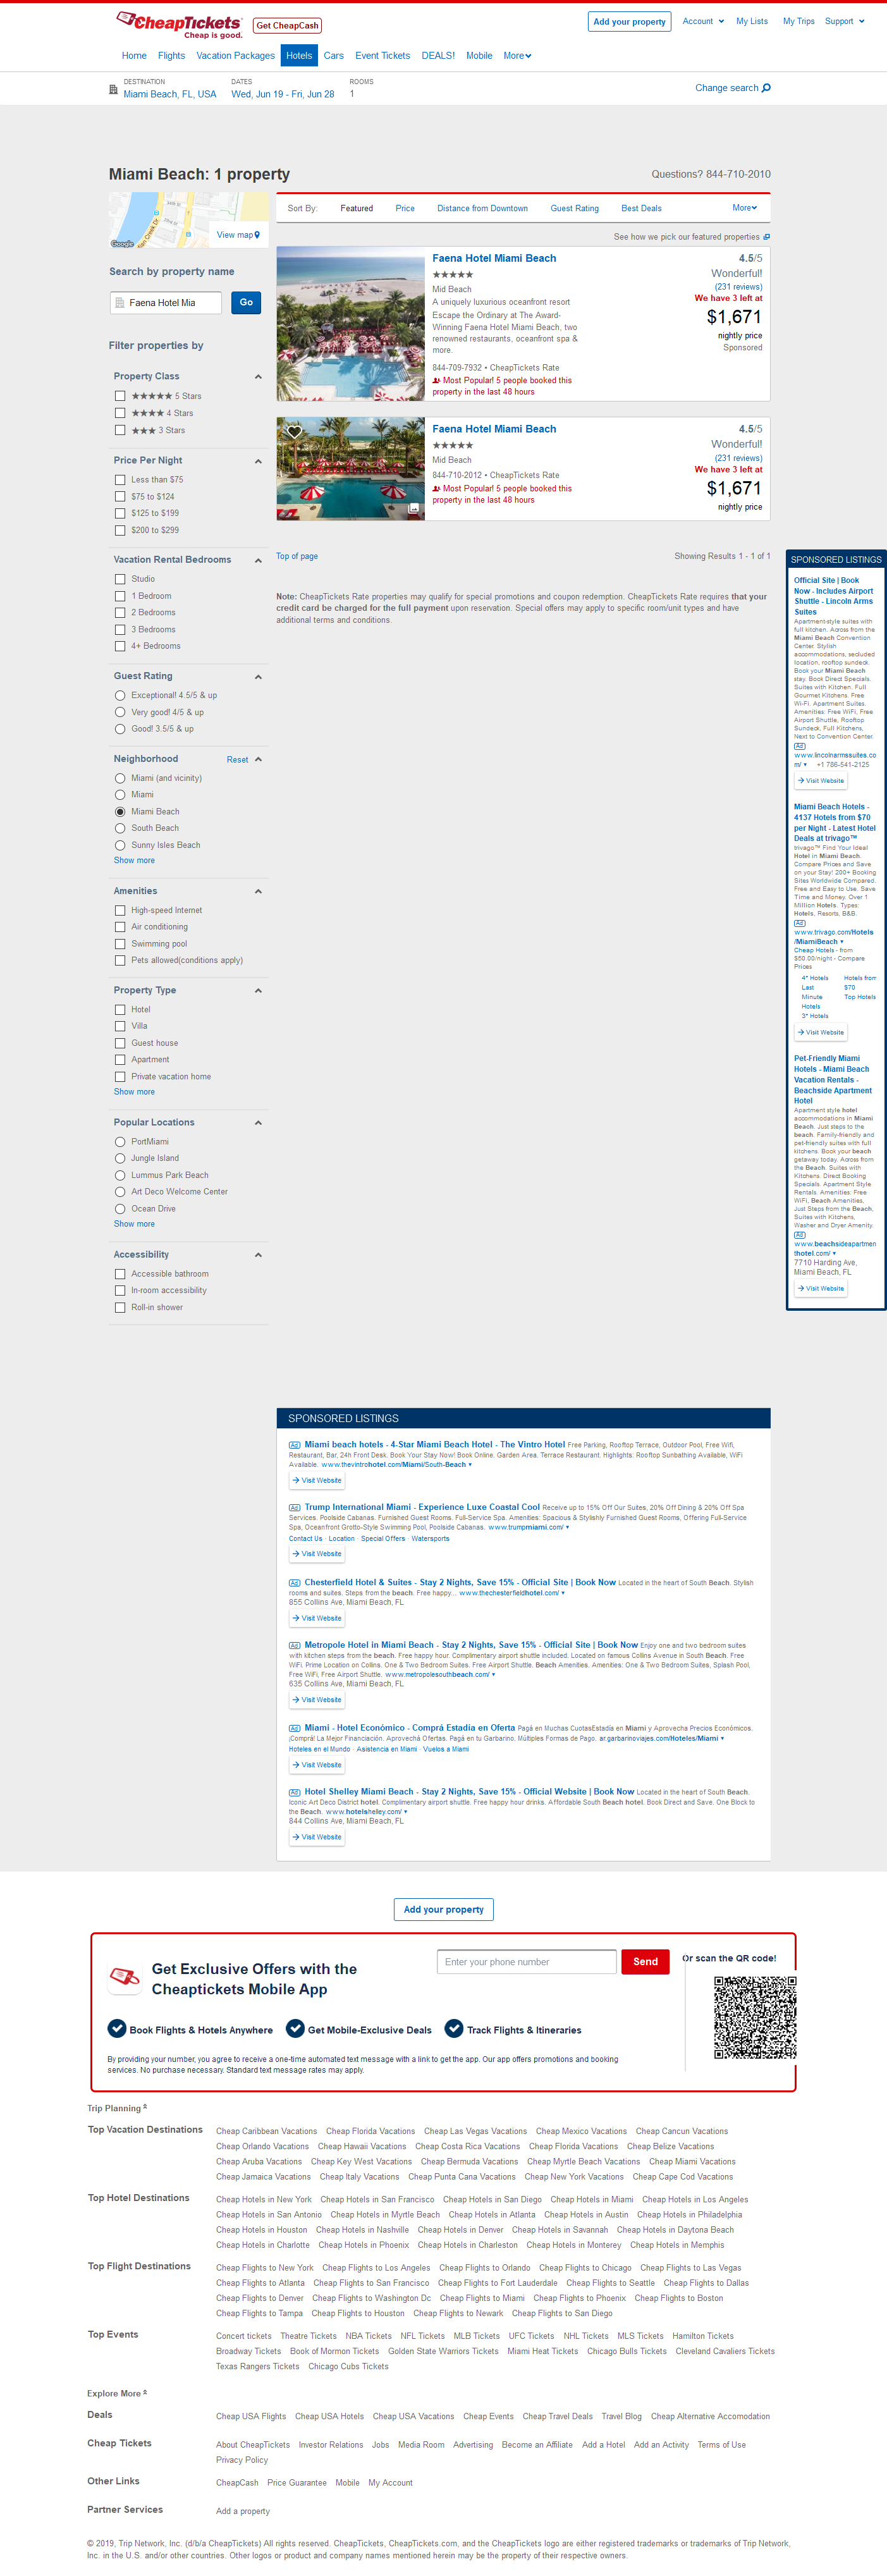 CheapTickets
Cheap is good.
Get CheapCash
Add your property
Account
My Lists
My Trips
Support
Home
Flights
Vacation Packages
Hotels
Cars
Event Tickets
DEALS!
Mobile
More
DESTINATION
Miami Beach, FL, USA
DATES
Wed, Jun 19 - Fri, Jun 28
ROOMS
1
Change search
Miami Beach: 1 property
Questions? 844-710-2010
Google
View map
Search by property name
Faena Hotel Mia
Go
Filter properties by
Property Class
★★★★★ 5 Stars
★★★★ 4 Stars
★★★ 3 Stars
Price Per Night
Less than $75
$75 to $124
$125 to $199
$200 to $299
Vacation Rental Bedrooms
Studio
1 Bedroom
2 Bedrooms
3 Bedrooms
4+ Bedrooms
Guest Rating
Exceptional! 4.5/5 & up
Very good! 4/5 & up
Good! 3.5/5 & up
Neighborhood
Reset
Miami (and vicinity)
Miami
Miami Beach
South Beach
Sunny Isles Beach
Show more
Amenities
High-speed Internet
Air conditioning
Swimming pool
Pets allowed(conditions apply)
Property Type
Hotel
Villa
Guest house
Apartment
Private vacation home
Show more
Popular Locations
PortMiami
Jungle Island
Lummus Park Beach
Art Deco Welcome Center
Ocean Drive
Show more
Accessibility
Accessible bathroom
In-room accessibility
Roll-in shower
Sort By:
Featured
Price
Distance from Downtown
Guest Rating
Best Deals
More
See how we pick our featured properties
Faena Hotel Miami Beach
★★★★★
Mid Beach
A uniquely luxurious oceanfront resort
Escape the Ordinary at The Award-
Winning Faena Hotel Miami Beach, two
renowned restaurants, oceanfront spa &
more.
844-709-7932 • CheapTickets Rate
Most Popular! 5 people booked this
property in the last 48 hours
4.5/5
Wonderful!
(231 reviews)
We have 3 left at
$1,671
nightly price
Sponsored
Faena Hotel Miami Beach
★★★★★
Mid Beach
844-710-2012 • CheapTickets Rate
Most Popular! 5 people booked this
property in the last 48 hours
4.5/5
Wonderful!
(231 reviews)
We have 3 left at
$1,671
nightly price
Top of page
Showing Results 1 - 1 of 1
Note: CheapTickets Rate properties may qualify for special promotions and coupon redemption. CheapTickets Rate requires that your
credit card be charged for the full payment upon reservation. Special offers may apply to specific room/unit types and have
additional terms and conditions.
SPONSORED LISTINGS
Official Site | Book
Now - Includes Airport
Shuttle - Lincoln Arms
Suites
Apartment-style suites with
full kitchen. Across from the
Miami Beach Convention
Center. Stylish
accommodations, secluded
location, rooftop sundeck.
Book your Miami Beach
stay. Book Direct Specials.
Suites with Kitchen. Full
Gourmet Kitchens. Free
Wi-Fi. Apartment Suites.
Amenities: Free WiFi, Free
Airport Shuttle, Rooftop
Sundeck, Full Kitchens,
Next to Convention Center.
Ad
www.lincolnarmssuites.co
m/ ▾ +1 786-541-2125
Visit Website
Miami Beach Hotels -
4137 Hotels from $70
per Night - Latest Hotel
Deals at trivago™
trivago™ Find Your Ideal
Hotel in Miami Beach.
Compare Prices and Save
on your Stay! 200+ Booking
Sites Worldwide Compared.
Free and Easy to Use. Save
Time and Money. Over 1
Million Hotels. Types:
Hotels, Resorts, B&B.
Ad
www.trivago.com/Hotels
/MiamiBeach ▾
Cheap Hotels - from
$50.00/night - Compare
Prices
4* Hotels
Last
Minute
Hotels
3* Hotels
Hotels from
$70
Top Hotels
Visit Website
Pet-Friendly Miami
Hotels - Miami Beach
Vacation Rentals -
Beachside Apartment
Hotel
Apartment style hotel
accommodations in Miami
Beach. Just steps to the
beach. Family-friendly and
pet-friendly suites with full
kitchens. Book your beach
getaway today. Across from
the Beach. Suites with
Kitchens. Direct Booking
Specials. Apartment Style
Rentals. Amenities: Free
WiFi, Beach Amenities,
Just Steps from the Beach,
Suites with Kitchens,
Washer and Dryer Amenity.
Ad
www.beachsideapartmen
thotel.com/ ▾
7710 Harding Ave,
Miami Beach, FL
Visit Website
SPONSORED LISTINGS
Ad Miami beach hotels - 4-Star Miami Beach Hotel - The Vintro Hotel Free Parking, Rooftop Terrace, Outdoor Pool, Free Wifi,
Restaurant, Bar, 24h Front Desk. Book Your Stay Now! Book Online. Garden Area. Terrace Restaurant. Highlights: Rooftop Sunbathing Available, WiFi
Available. www.thevintrohotel.com/Miami/South-Beach ▾
Visit Website
Ad Trump International Miami - Experience Luxe Coastal Cool Receive up to 15% Off Our Suites, 20% Off Dining & 20% Off Spa
Services. Poolside Cabanas. Furnished Guest Rooms. Full-Service Spa. Amenities: Spacious & Stylishly Furnished Guest Rooms, Offering Full-Service
Spa, Oceanfront Grotto-Style Swimming Pool, Poolside Cabanas. www.trumpmiami.com/ ▾
Contact Us · Location · Special Offers · Watersports
Visit Website
Ad Chesterfield Hotel & Suites - Stay 2 Nights, Save 15% - Official Site | Book Now Located in the heart of South Beach. Stylish
rooms and suites. Steps from the beach. Free happy... www.thechesterfieldhotel.com/ ▾
855 Collins Ave, Miami Beach, FL
Visit Website
Ad Metropole Hotel in Miami Beach - Stay 2 Nights, Save 15% - Official Site | Book Now Enjoy one and two bedroom suites
with kitchen steps from the beach. Free happy hour, Complimentary airport shuttle included. Located on famous Collins Avenue in South Beach. Free
WiFi. Prime Location on Collins. One & Two Bedroom Suites. Free Airport Shuttle. Beach Amenities. Amenities: One & Two Bedroom Suites, Splash Pool,
Free WiFi, Free Airport Shuttle. www.metropolesouthbeach.com/ ▾
635 Collins Ave, Miami Beach, FL
Visit Website
Ad Miami - Hotel Económico - Comprá Estadía en Oferta Pagá en Muchas CuotasEstadía en Miami y Aprovecha Precios Económicos.
¡Comprá! La Mejor Financiación. Aprovechá Ofertas. Pagá en tu Garbarino. Múltiples Formas de Pago. ar.garbarinoviajes.com/Hoteles/Miami ▾
Hoteles en el Mundo · Asistencia en Miami · Vuelos a Miami
Visit Website
Ad Hotel Shelley Miami Beach - Stay 2 Nights, Save 15% - Official Website | Book Now Located in the heart of South Beach.
Iconic Art Deco District hotel. Complimentary airport shuttle. Free happy hour drinks. Affordable South Beach hotel. Book Direct and Save. One Block to
the Beach. www.hotelshelley.com/ ▾
844 Collins Ave, Miami Beach, FL
Visit Website
Add your property
Get Exclusive Offers with the
Cheaptickets Mobile App
Enter your phone number
Send
Or scan the QR code!
Book Flights & Hotels Anywhere
Get Mobile-Exclusive Deals
Track Flights & Itineraries
By providing your number, you agree to receive a one-time automated text message with a link to get the app. Our app offers promotions and booking
services. No purchase necessary. Standard text message rates may apply.
Trip Planning
Top Vacation Destinations
Cheap Caribbean Vacations Cheap Florida Vacations Cheap Las Vegas Vacations Cheap Mexico Vacations Cheap Cancun Vacations
Cheap Orlando Vacations Cheap Hawaii Vacations Cheap Costa Rica Vacations Cheap Florida Vacations Cheap Belize Vacations
Cheap Aruba Vacations Cheap Key West Vacations Cheap Bermuda Vacations Cheap Myrtle Beach Vacations Cheap Miami Vacations
Cheap Jamaica Vacations Cheap Italy Vacations Cheap Punta Cana Vacations Cheap New York Vacations Cheap Cape Cod Vacations
Top Hotel Destinations
Cheap Hotels in New York Cheap Hotels in San Francisco Cheap Hotels in San Diego Cheap Hotels in Miami Cheap Hotels in Los Angeles
Cheap Hotels in San Antonio Cheap Hotels in Myrtle Beach Cheap Hotels in Atlanta Cheap Hotels in Austin Cheap Hotels in Philadelphia
Cheap Hotels in Houston Cheap Hotels in Nashville Cheap Hotels in Denver Cheap Hotels in Savannah Cheap Hotels in Daytona Beach
Cheap Hotels in Charlotte Cheap Hotels in Phoenix Cheap Hotels in Charleston Cheap Hotels in Monterey Cheap Hotels in Memphis
Top Flight Destinations
Cheap Flights to New York Cheap Flights to Los Angeles Cheap Flights to Orlando Cheap Flights to Chicago Cheap Flights to Las Vegas
Cheap Flights to Atlanta Cheap Flights to San Francisco Cheap Flights to Fort Lauderdale Cheap Flights to Seattle Cheap Flights to Dallas
Cheap Flights to Denver Cheap Flights to Washington Dc Cheap Flights to Miami Cheap Flights to Phoenix Cheap Flights to Boston
Cheap Flights to Tampa Cheap Flights to Houston Cheap Flights to Newark Cheap Flights to San Diego
Top Events
Concert tickets Theatre Tickets NBA Tickets NFL Tickets MLB Tickets UFC Tickets NHL Tickets MLS Tickets Hamilton Tickets
Broadway Tickets Book of Mormon Tickets Golden State Warriors Tickets Miami Heat Tickets Chicago Bulls Tickets Cleveland Cavaliers Tickets
Texas Rangers Tickets Chicago Cubs Tickets
Explore More
Deals
Cheap USA Flights Cheap USA Hotels Cheap USA Vacations Cheap Events Cheap Travel Deals Travel Blog Cheap Alternative Accomodation
Cheap Tickets
About CheapTickets Investor Relations Jobs Media Room Advertising Become an Affiliate Add a Hotel Add an Activity Terms of Use
Privacy Policy
Other Links
CheapCash Price Guarantee Mobile My Account
Partner Services
Add a property
© 2019, Trip Network, Inc. (d/b/a CheapTickets) All rights reserved. CheapTickets, CheapTickets.com, and the CheapTickets logo are either registered trademarks or trademarks of Trip Network,
Inc. in the U.S. and/or other countries. Other logos or product and company names mentioned herein may be the property of their respective owners.